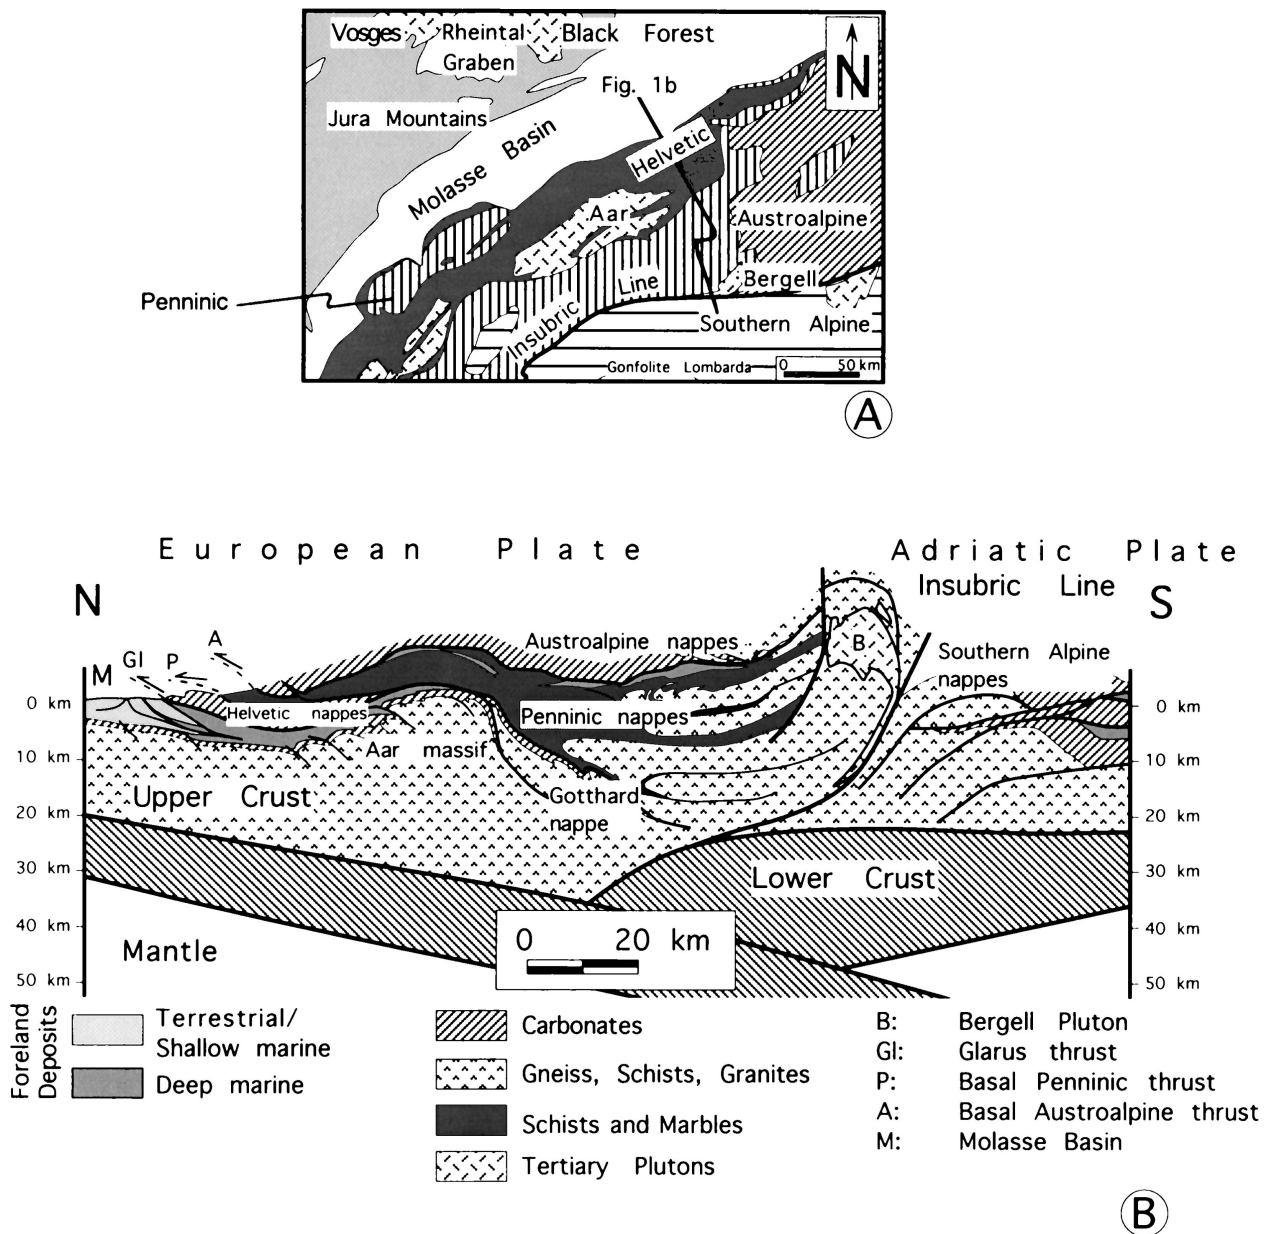 Vosges Rheintal Black Forest
Graben
Fig. 1b
N
Jura Mountains
Molasse Basin
Helvetic
Aar
Austroalpine
Penninic
Insubric Line
Bergell
Southern Alpine
Gonfolite Lombarda
0 50 km
A
European Plate Adriatic Plate
Insubric Line
N S
A
Gl P
M
Austroalpine nappes
B
Southern Alpine
nappes
0 km
Helvetic nappes
Penninic nappes
0 km
Aar massif
10 km
10 km
Upper Crust
Gotthard
nappe
20 km
20 km
30 km
Lower Crust
30 km
40 km
Mantle
0 20 km
40 km
50 km
50 km
Foreland
Deposits
Terrestrial/
Shallow marine
Deep marine
Carbonates
Gneiss, Schists, Granites
Schists and Marbles
Tertiary Plutons
B: Bergell Pluton
Gl: Glarus thrust
P: Basal Penninic thrust
A: Basal Austroalpine thrust
M: Molasse Basin
B